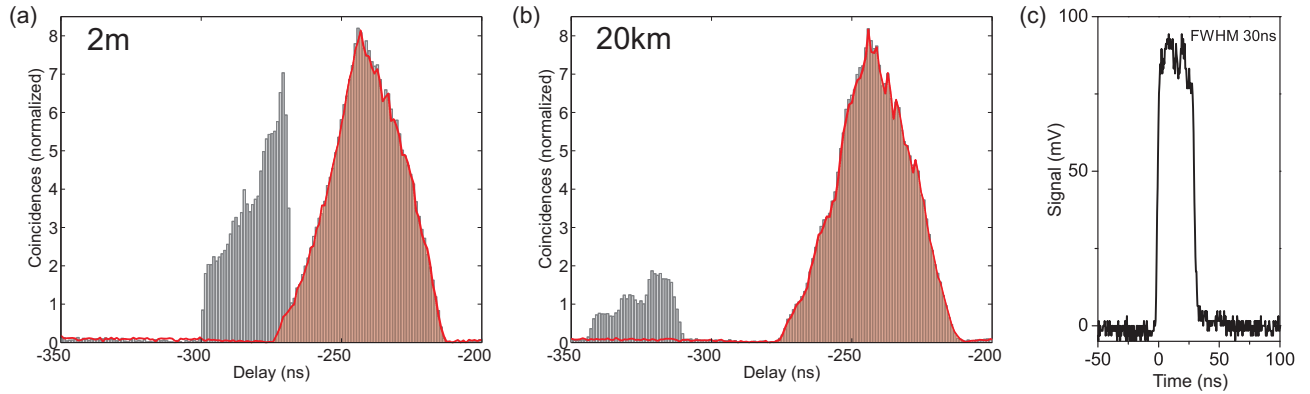 (a)
2m
Coincidences (normalized)
8
7
6
5
4
3
2
1
0
-350
-300
-250
-200
Delay (ns)
(b)
20km
Coincidences (normalized)
8
7
6
5
4
3
2
1
0
-350
-300
-250
-200
Delay (ns)
(c)
FWHM 30ns
Signal (mV)
100
50
0
-50
0
50
100
Time (ns)